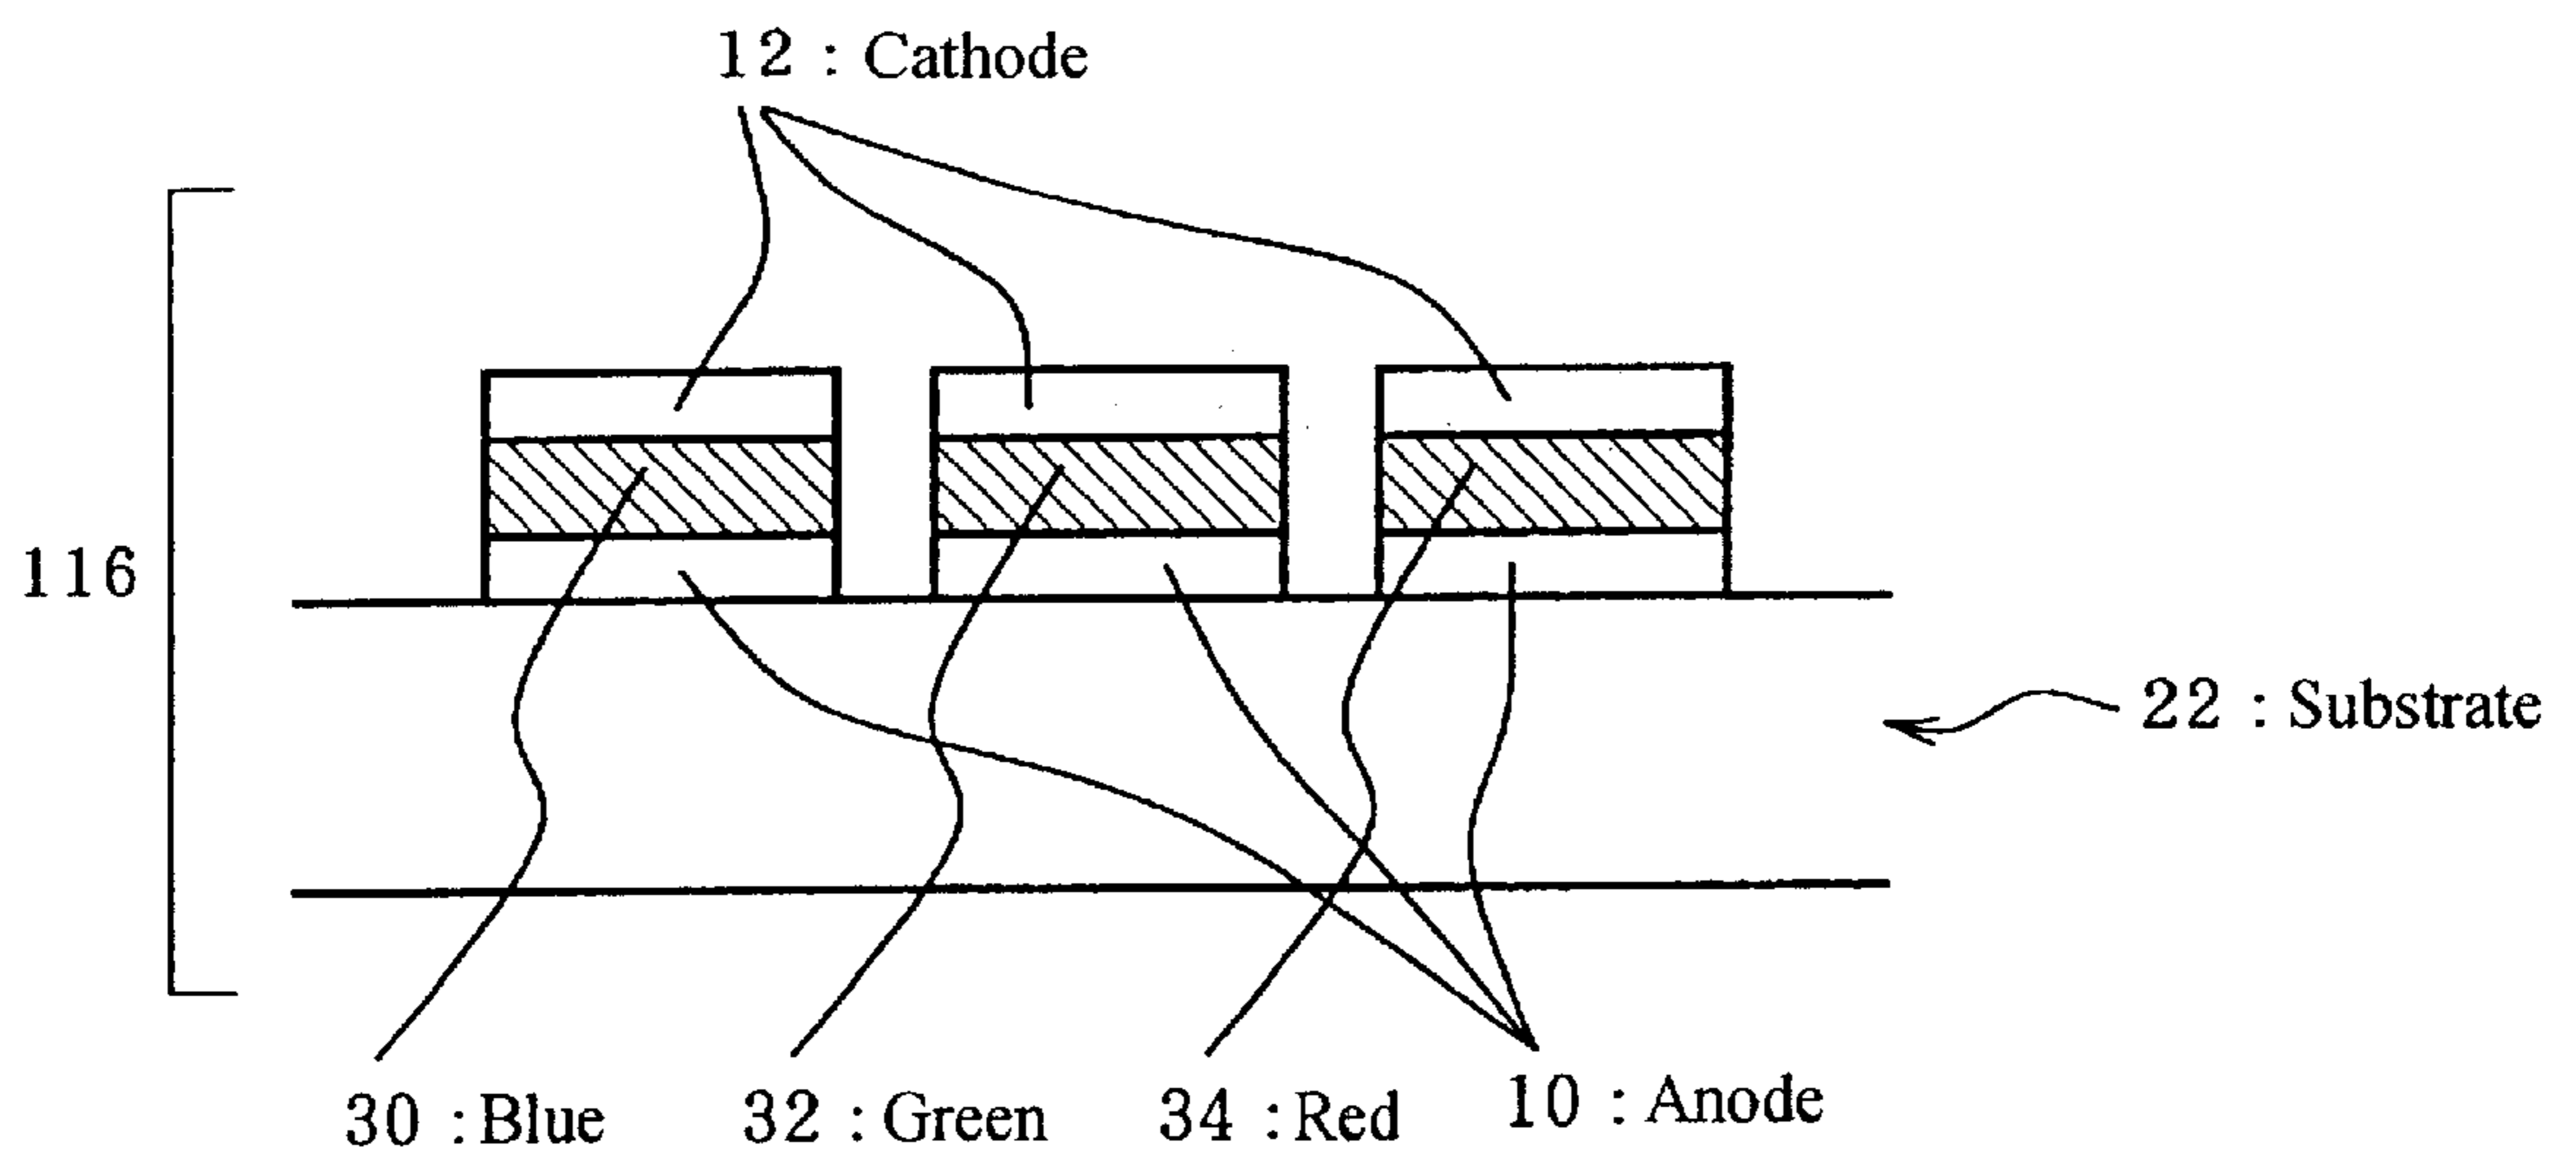 12 : Cathode
116
22 : Substrate
30 : Blue
32 : Green
34 : Red
10 : Anode